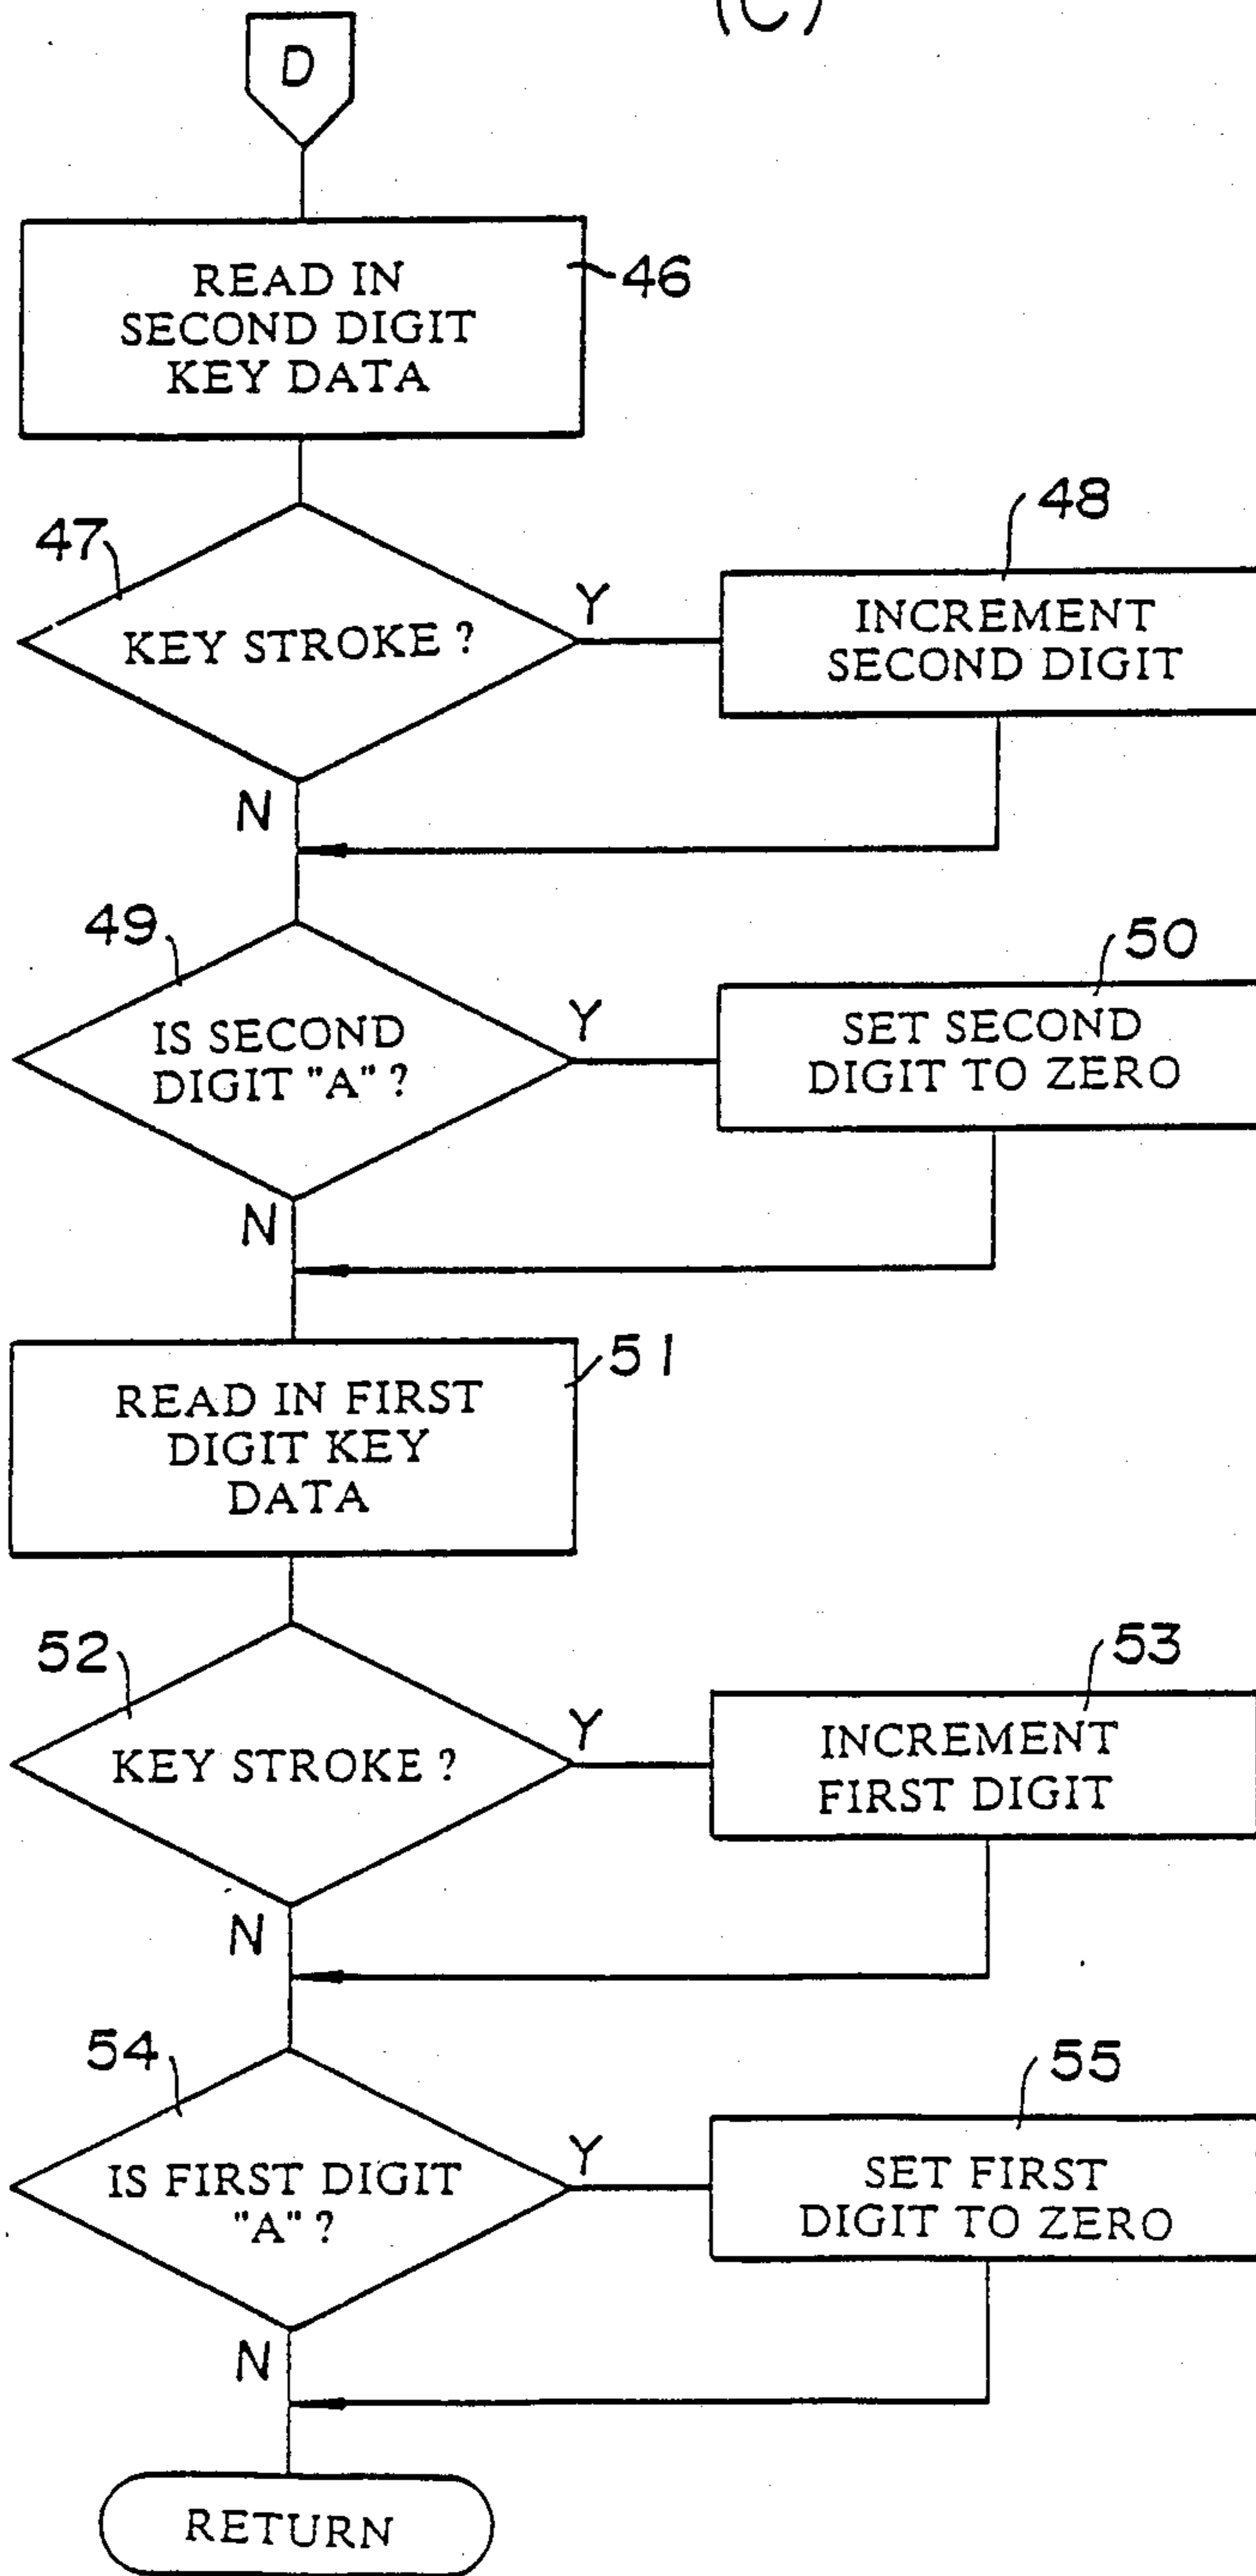 (C)
D
READ IN
SECOND DIGIT
KEY DATA
46
47
KEY STROKE ?
Y
48
INCREMENT
SECOND DIGIT
N
49
IS SECOND
DIGIT "A" ?
Y
50
SET SECOND
DIGIT TO ZERO
N
READ IN FIRST
DIGIT KEY
DATA
51
52
KEY STROKE ?
Y
53
INCREMENT
FIRST DIGIT
N
54
IS FIRST DIGIT
"A" ?
Y
55
SET FIRST
DIGIT TO ZERO
N
RETURN